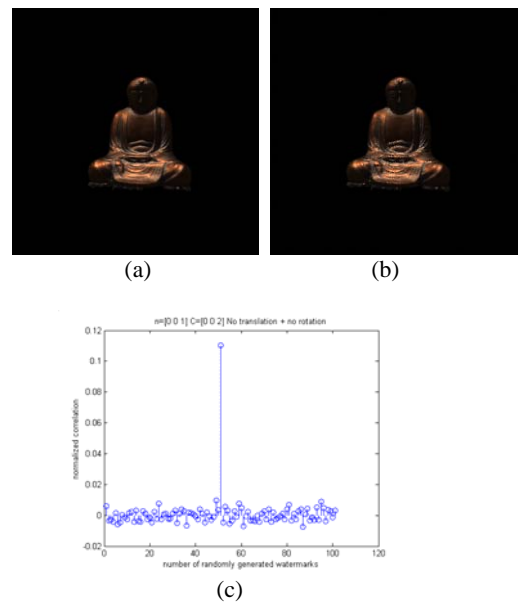 (a)
(b)
n=[0 0 1] C=[0 0 2] No translation + no rotation
normalized correlation
0.12
0.1
0.08
0.06
0.04
0.02
0
-0.02
0
20
40
60
80
100
120
number of randomly generated watermarks
(c)